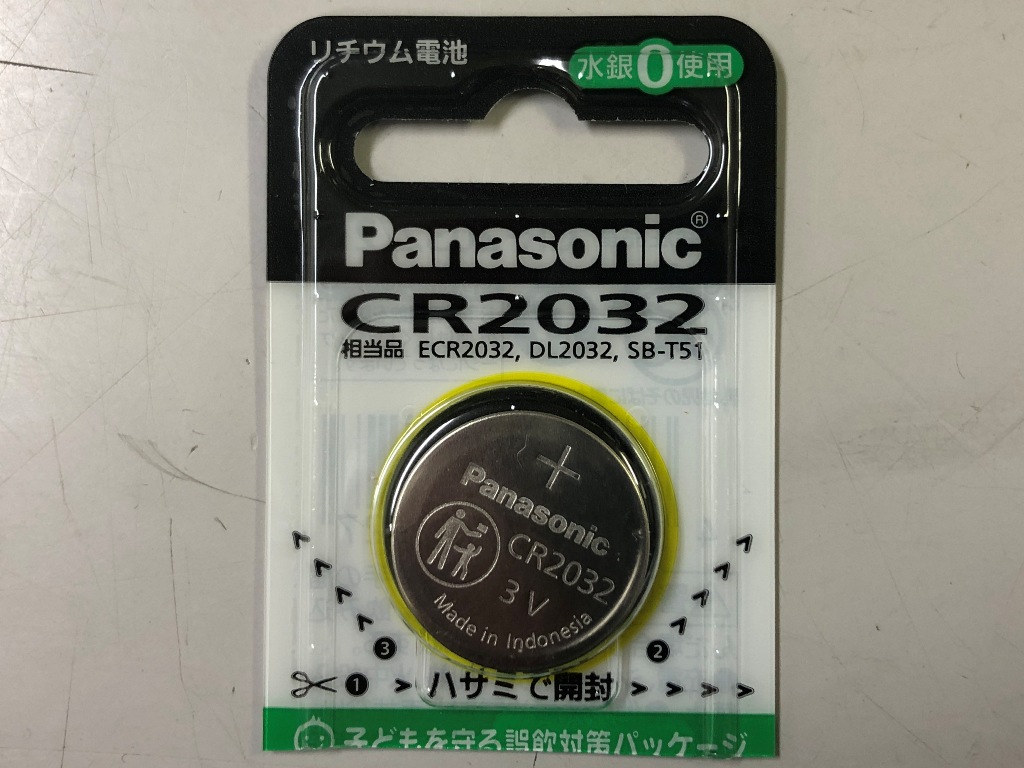 リチウム電池
水銀0使用
Panasonic®
CR2032
相当品 ECR2032, DL2032, SB-T51
+
Panasonic
CR2032
3V
Made in Indonesia
3
2
1 ハサミで開封
子どもを守る誤飲対策パッケージ